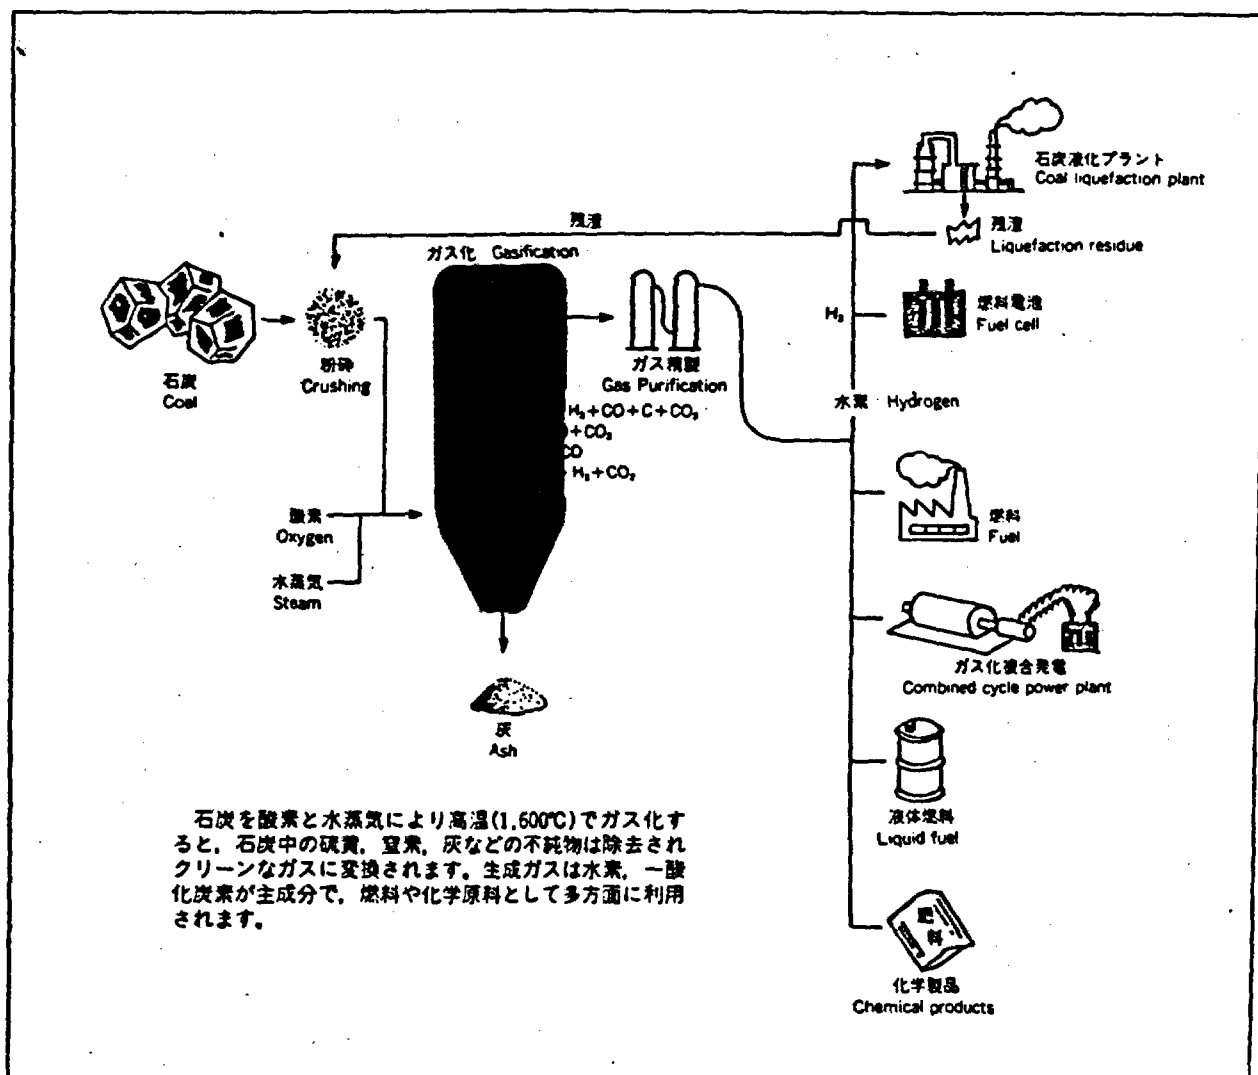 石炭液化プラント
Coal liquefaction plant
残渣
残渣
Liquefaction residue
ガス化 Gasification
燃料電池
Fuel cell
H₂
粉砕
Crushing
石炭
Coal
ガス精製
Gas Purification
水素 Hydrogen
H₂+CO+C+CO₂
+CO₂
CO
H₂+CO₂
酸素
Oxygen
燃料
Fuel
水蒸気
Steam
ガス化複合発電
Combined cycle power plant
灰
Ash
液体燃料
Liquid fuel
石炭を酸素と水蒸気により高温(1,600℃)でガス化す
ると，石炭中の硫黄，窒素，灰などの不純物は除去され
クリーンなガスに変換されます。生成ガスは水素，一酸
化炭素が主成分で，燃料や化学原料として多方面に利用
されます。
肥
料
化学製品
Chemical products